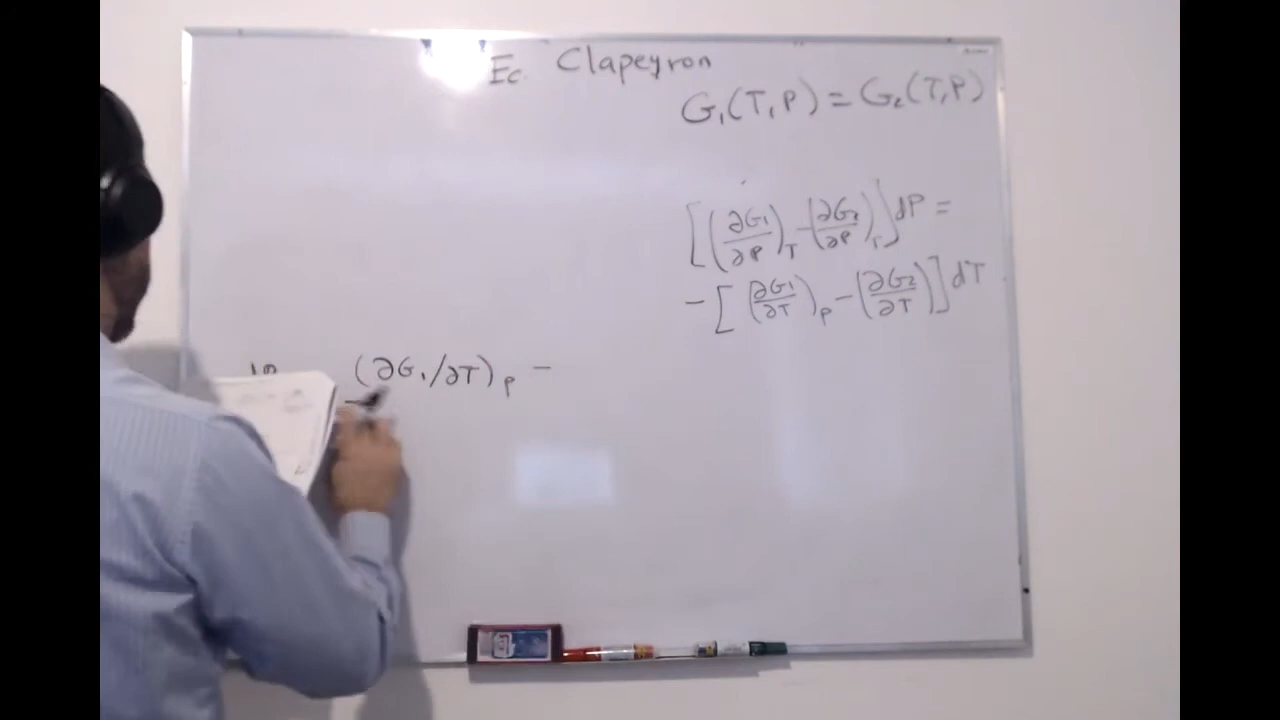 Ec. Clapeyron
G₁(T,P) = G₂(T,P)
[(∂G₁/∂P)_T - (∂G₂/∂P)_T] dP =
- [(∂G₁/∂T)_P - (∂G₂/∂T)] dT
(∂G₁/∂T)_P -